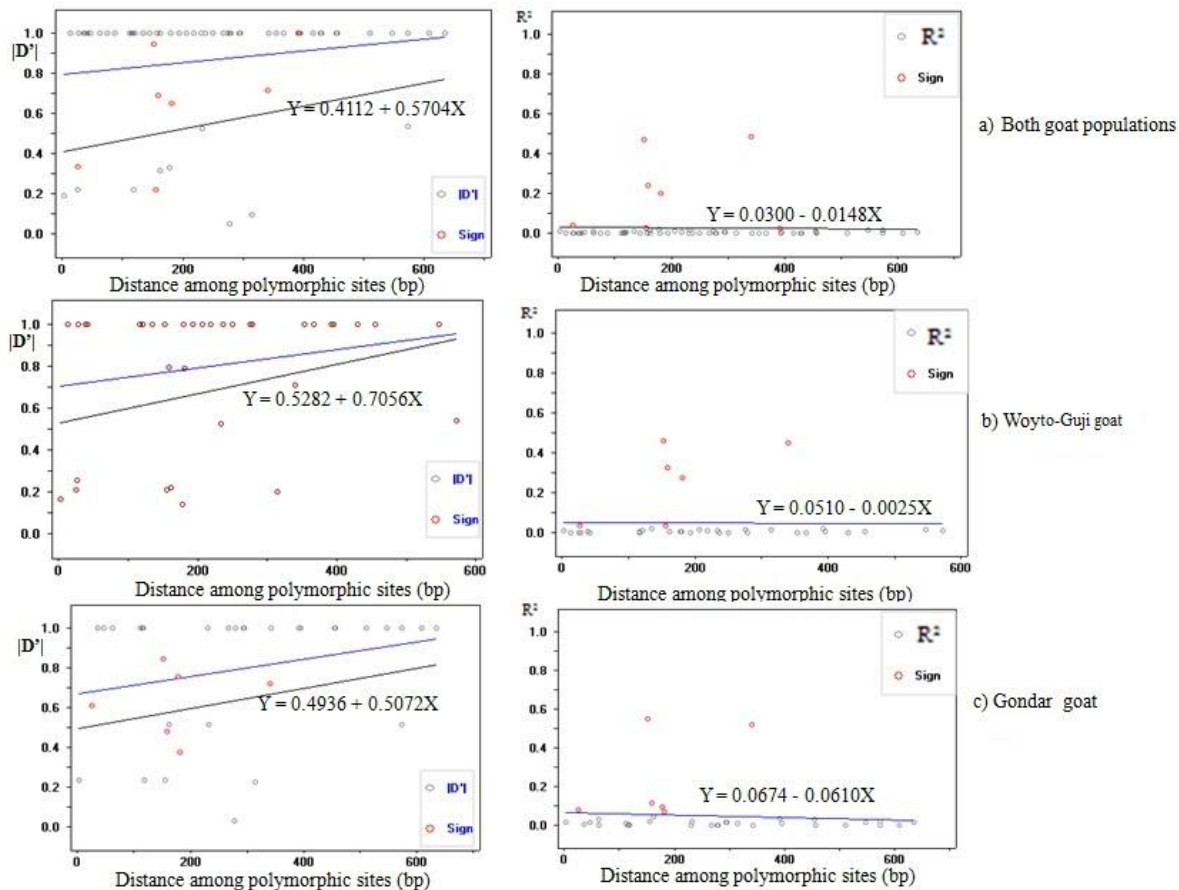 1.0
|D'|
0.8
0.6
0.4
0.2
0.0
Y = 0.4112 + 0.5704X
|D'|
Sign
0 200 400 600
Distance among polymorphic sites (bp)
R²
1.0
0.8
0.6
0.4
0.2
0.0
R²
Sign
Y = 0.0300 - 0.0148X
0 200 400 600
Distance among polymorphic sites (bp)
a) Both goat populations
1.0
|D'|
0.8
0.6
0.4
0.2
0.0
Y = 0.5282 + 0.7056X
|D'|
Sign
0 200 400 600
Distance among polymorphic sites (bp)
R²
1.0
0.8
0.6
0.4
0.2
0.0
R²
Sign
Y = 0.0510 - 0.0025X
0 100 200 300 400 500 600
Distance among polymorphic sites (bp)
b) Woyto-Guji goat
1.0
|D'|
0.8
0.6
0.4
0.2
0.0
Y = 0.4936 + 0.5072X
|D'|
Sign
0 200 400 600
Distance among polymorphic sites (bp)
R²
1.0
0.8
0.6
0.4
0.2
0.0
R²
Sign
Y = 0.0674 - 0.0610X
0 200 400 600
Distance among polymorphic sites (bp)
c) Gondar goat